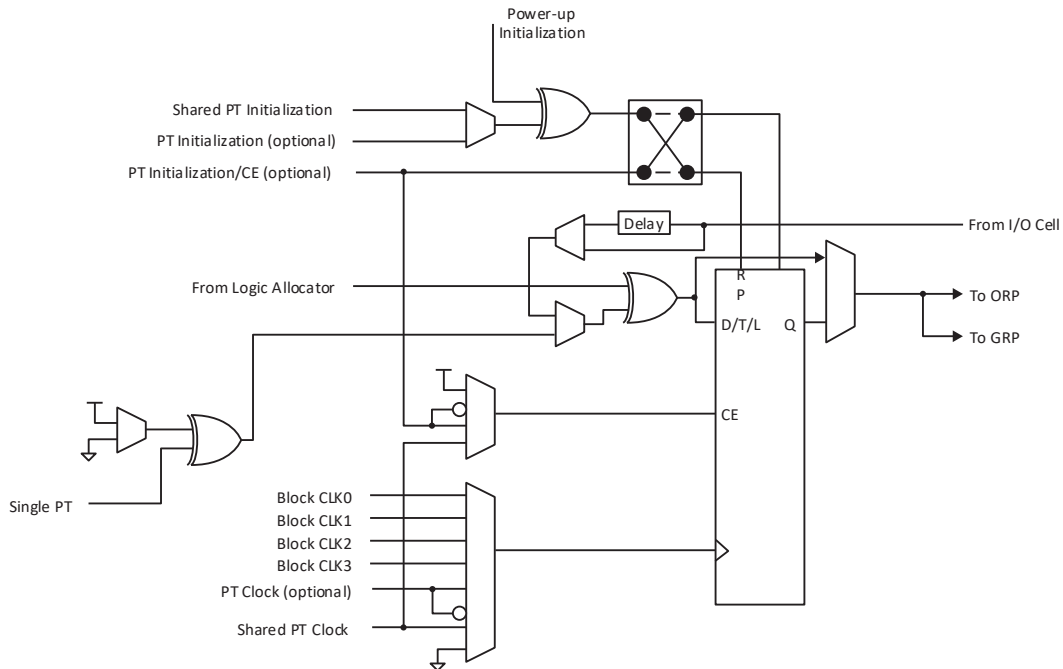 Power-up
Initialization
Shared PT Initialization
PT Initialization (optional)
PT Initialization/CE (optional)
Delay
From I/O Cell
From Logic Allocator
R
P
To ORP
D/T/L
Q
To GRP
CE
Single PT
Block CLK0
Block CLK1
Block CLK2
Block CLK3
PT Clock (optional)
Shared PT Clock